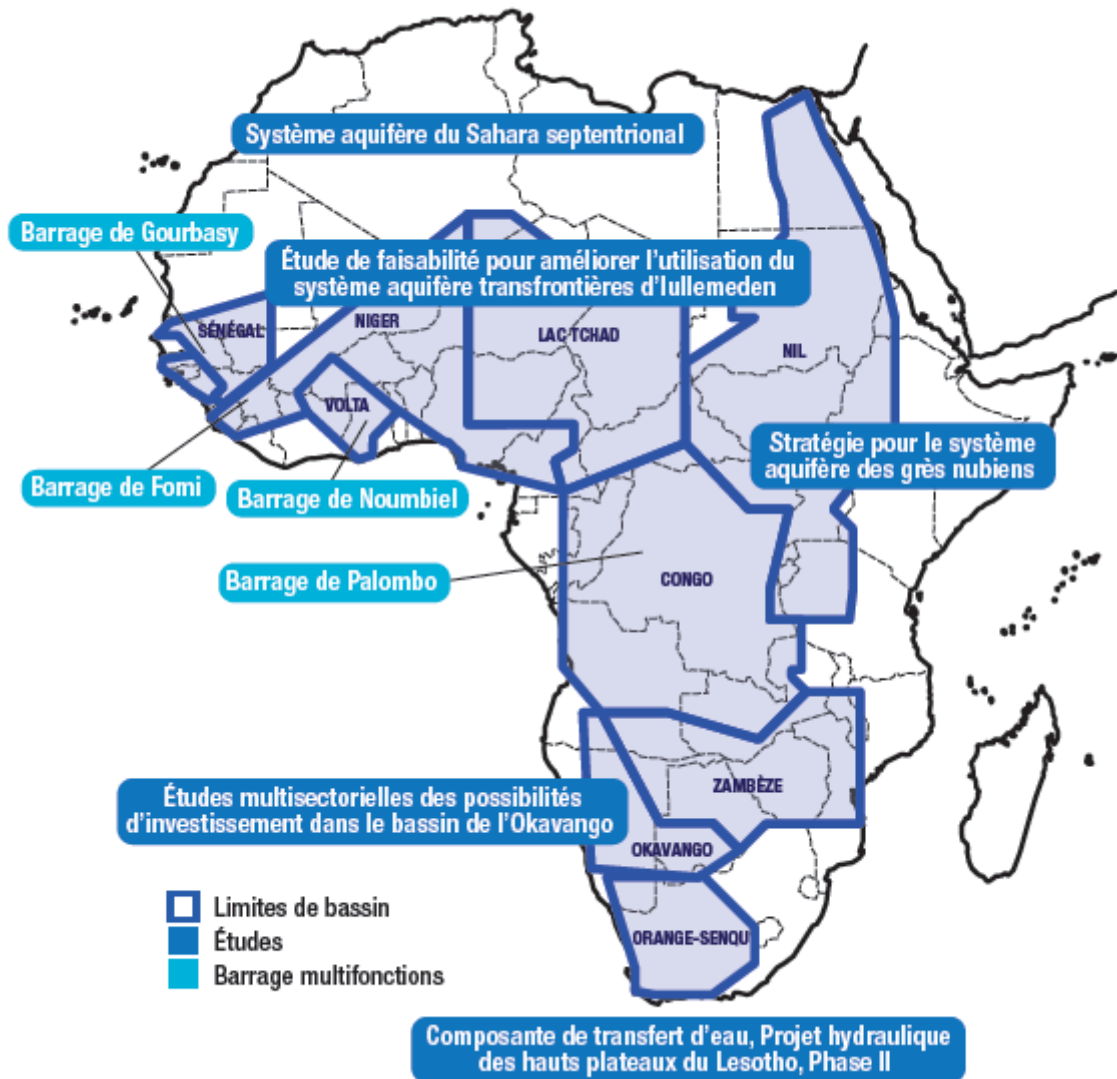 Système aquifère du Sahara septentrional
Barrage de Gourbasy
Étude de faisabilité pour améliorer l'utilisation du
système aquifère transfrontières d'Iullemeden
SÉNÉGAL
NIGER
LAC TCHAD
NIL
VOLTA
Stratégie pour le système
aquifère des grès nubiens
Barrage de Fomi
Barrage de Noumbiel
Barrage de Palombo
CONGO
ZAMBÈZE
Études multisectorielles des possibilités
d'investissement dans le bassin de l'Okavango
OKAVANGO
Limites de bassin
Études
Barrage multifonctions
ORANGE-SENQU
Composante de transfert d'eau, Projet hydraulique
des hauts plateaux du Lesotho, Phase II